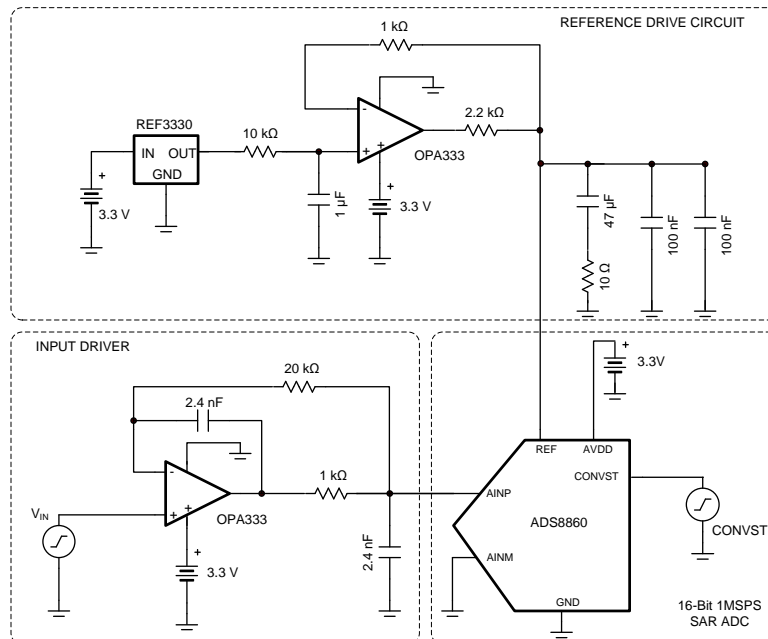 REFERENCE DRIVE CIRCUIT
1 kΩ
REF3330
10 kΩ
2.2 kΩ
IN OUT
GND
-
+ +
OPA333
+
3.3 V
1 µF
+
3.3 V
47 µF
10 Ω
100 nF
100 nF
INPUT DRIVER
20 kΩ
2.4 nF
-
+ +
1 kΩ
OPA333
VIN
+
3.3 V
2.4 nF
+
3.3V
REF AVDD
CONVST
AINP
ADS8860
CONVST
AINM
GND
16-Bit 1MSPS
SAR ADC